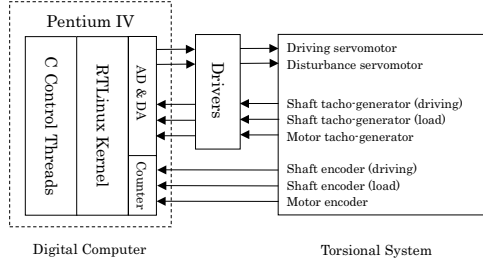 Pentium IV
C Control Threads
RTLinux Kernel
AD & DA
Counter
Drivers
Driving servomotor
Disturbance servomotor
Shaft tacho-generator (driving)
Shaft tacho-generator (load)
Motor tacho-generator
Shaft encoder (driving)
Shaft encoder (load)
Motor encoder
Digital Computer
Torsional System